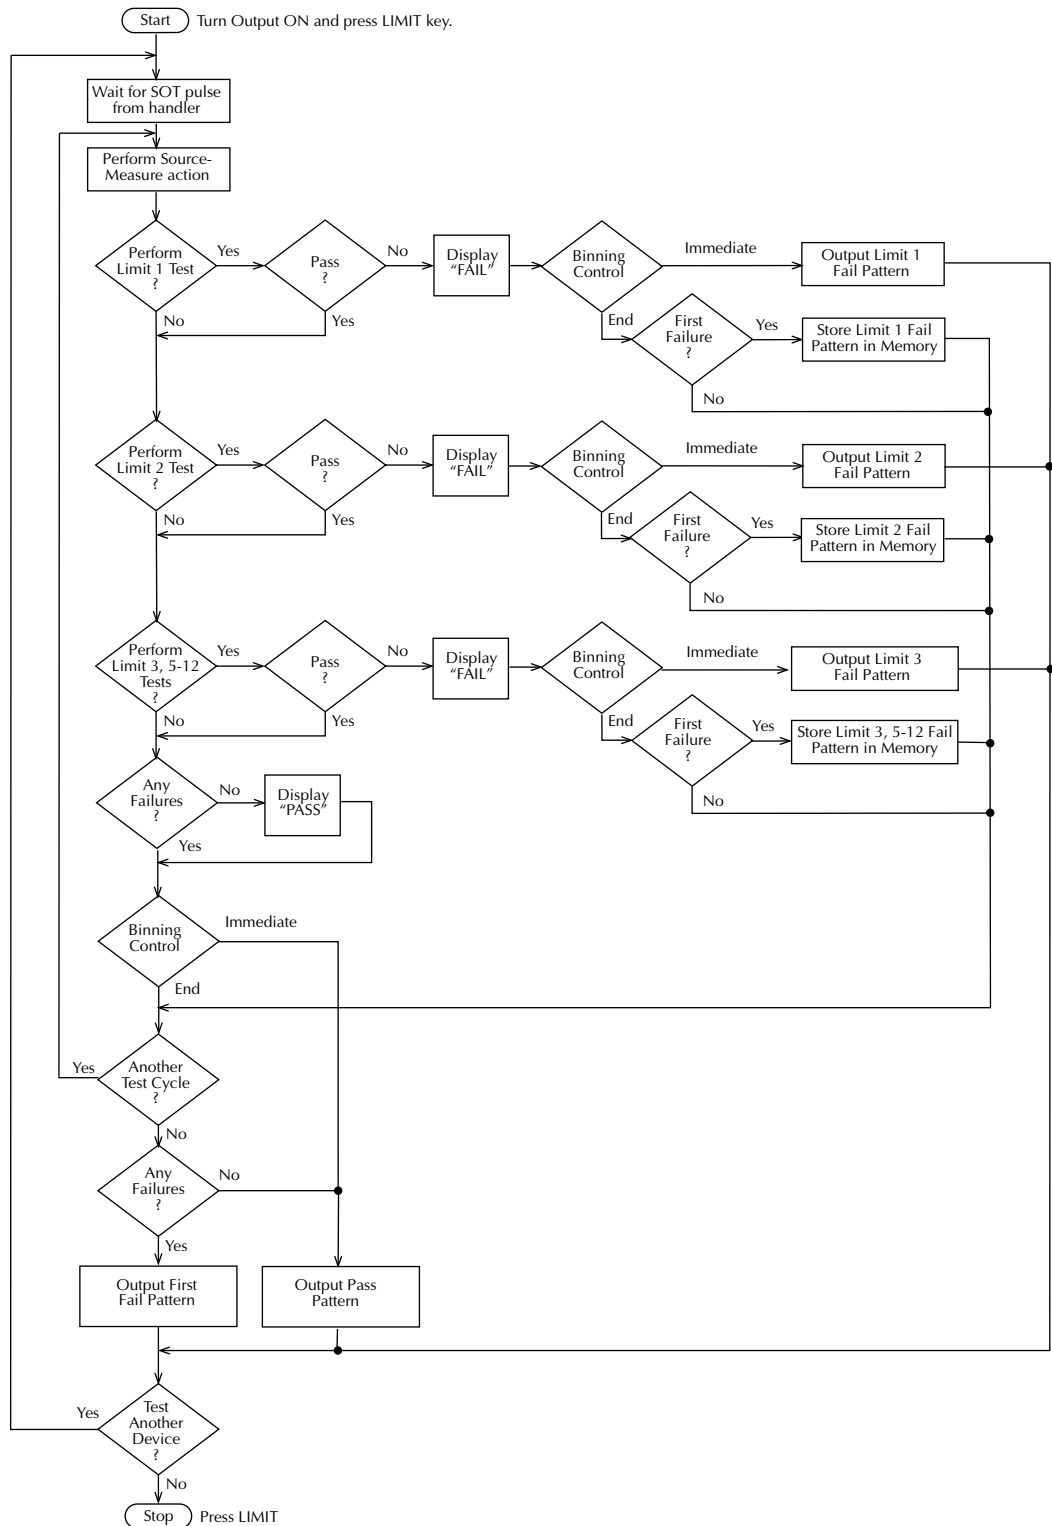 Start
Turn Output ON and press LIMIT key.
Wait for SOT pulse
from handler
Perform Source-
Measure action
Perform
Limit 1 Test
?
Yes
No
Pass
?
No
Yes
Display
“FAIL”
Binning
Control
Immediate
End
Output Limit 1
Fail Pattern
First
Failure
?
Yes
No
Store Limit 1 Fail
Pattern in Memory
Perform
Limit 2 Test
?
Yes
No
Pass
?
No
Yes
Display
“FAIL”
Binning
Control
Immediate
End
Output Limit 2
Fail Pattern
First
Failure
?
Yes
No
Store Limit 2 Fail
Pattern in Memory
Perform
Limit 3, 5-12
Tests
?
Yes
No
Pass
?
No
Yes
Display
“FAIL”
Binning
Control
Immediate
End
Output Limit 3
Fail Pattern
First
Failure
?
Yes
No
Store Limit 3, 5-12 Fail
Pattern in Memory
Any
Failures
?
No
Yes
Display
“PASS”
Binning
Control
Immediate
End
Another
Test Cycle
?
Yes
No
Any
Failures
?
No
Yes
Output First
Fail Pattern
Output Pass
Pattern
Test
Another
Device
?
Yes
No
Stop
Press LIMIT